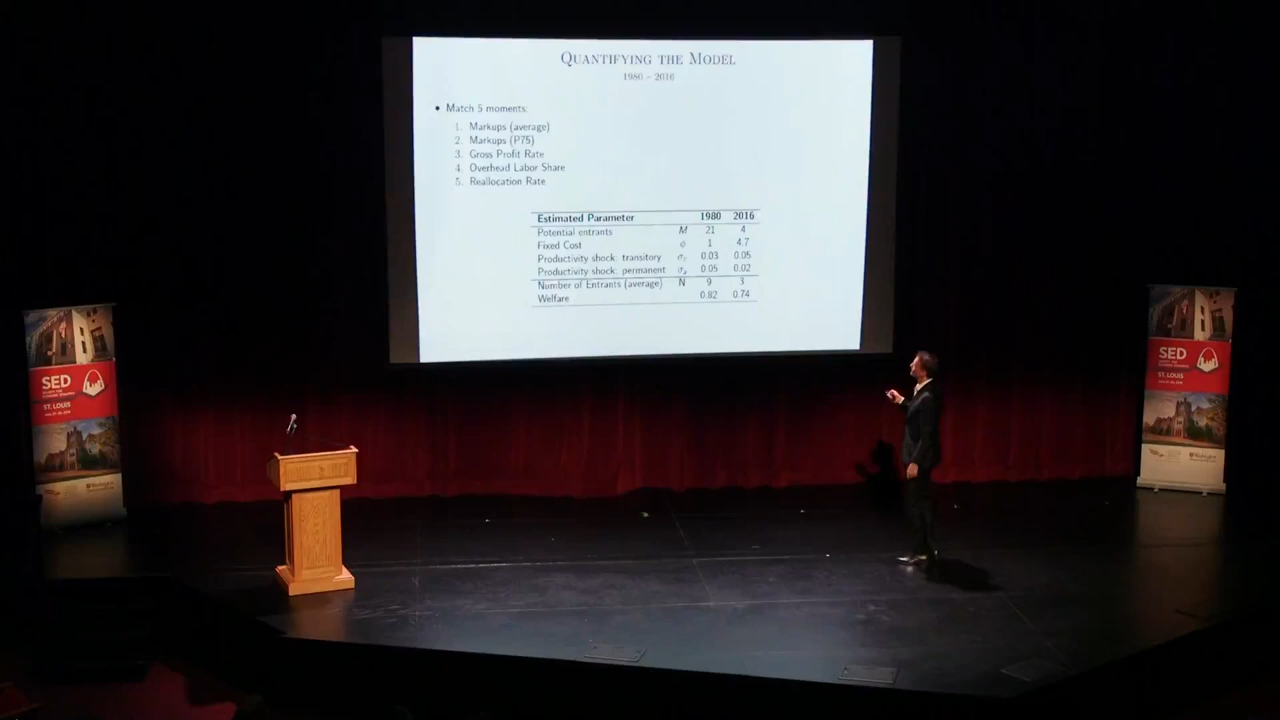 QUANTIFYING THE MODEL
1980 – 2016
• Match 5 moments:
1. Markups (average)
2. Markups (P75)
3. Gross Profit Rate
4. Overhead Labor Share
5. Reallocation Rate
Estimated Parameter 1980 2016
Potential entrants M 21 4
Fixed Cost ϕ 1 4.7
Productivity shock: transitory 0.03 0.05
Productivity shock: permanent 0.05 0.02
Number of Entrants (average) N 9 3
Welfare 0.82 0.74
SED
ST. LOUIS
Washington
SED
ST. LOUIS
Washington